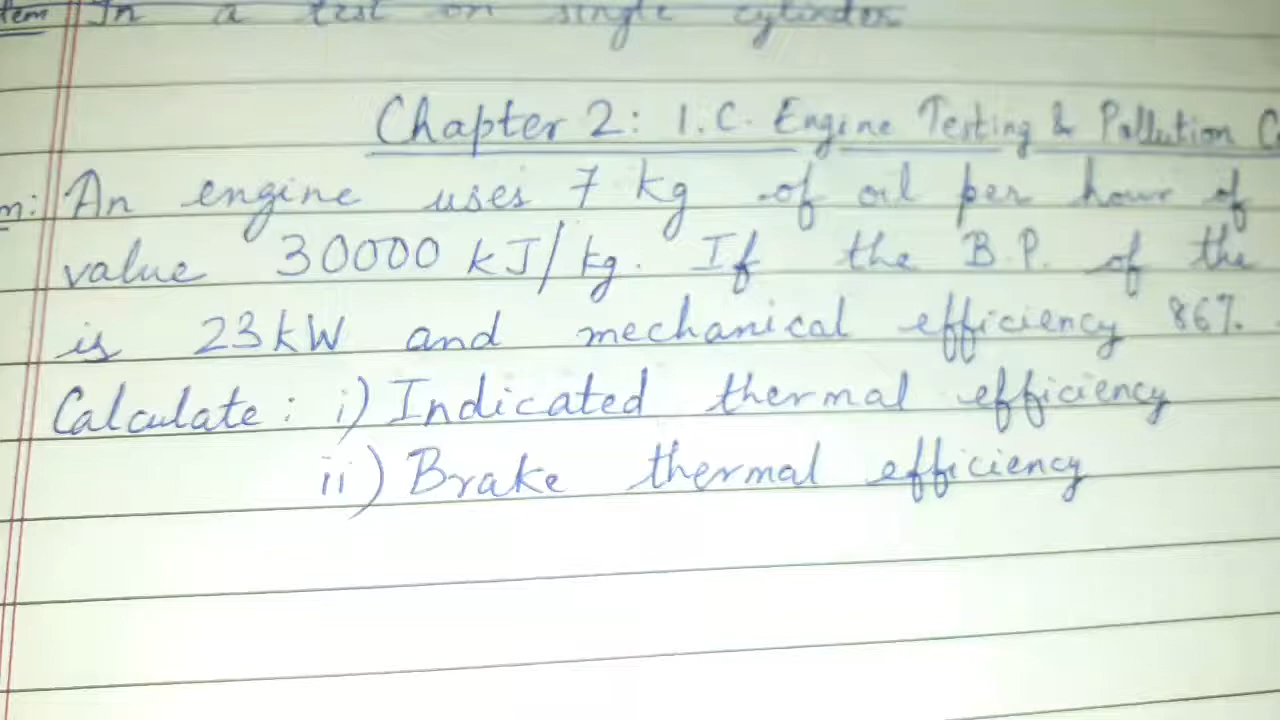 In a test on single cylinder
Chapter 2: I.C. Engine Testing & Pollution
An engine uses 7 kg of oil per hour of
value 30000 kJ/kg. If the B.P. of the
is 23kW and mechanical efficiency 86%.
Calculate: i) Indicated thermal efficiency
ii) Brake thermal efficiency